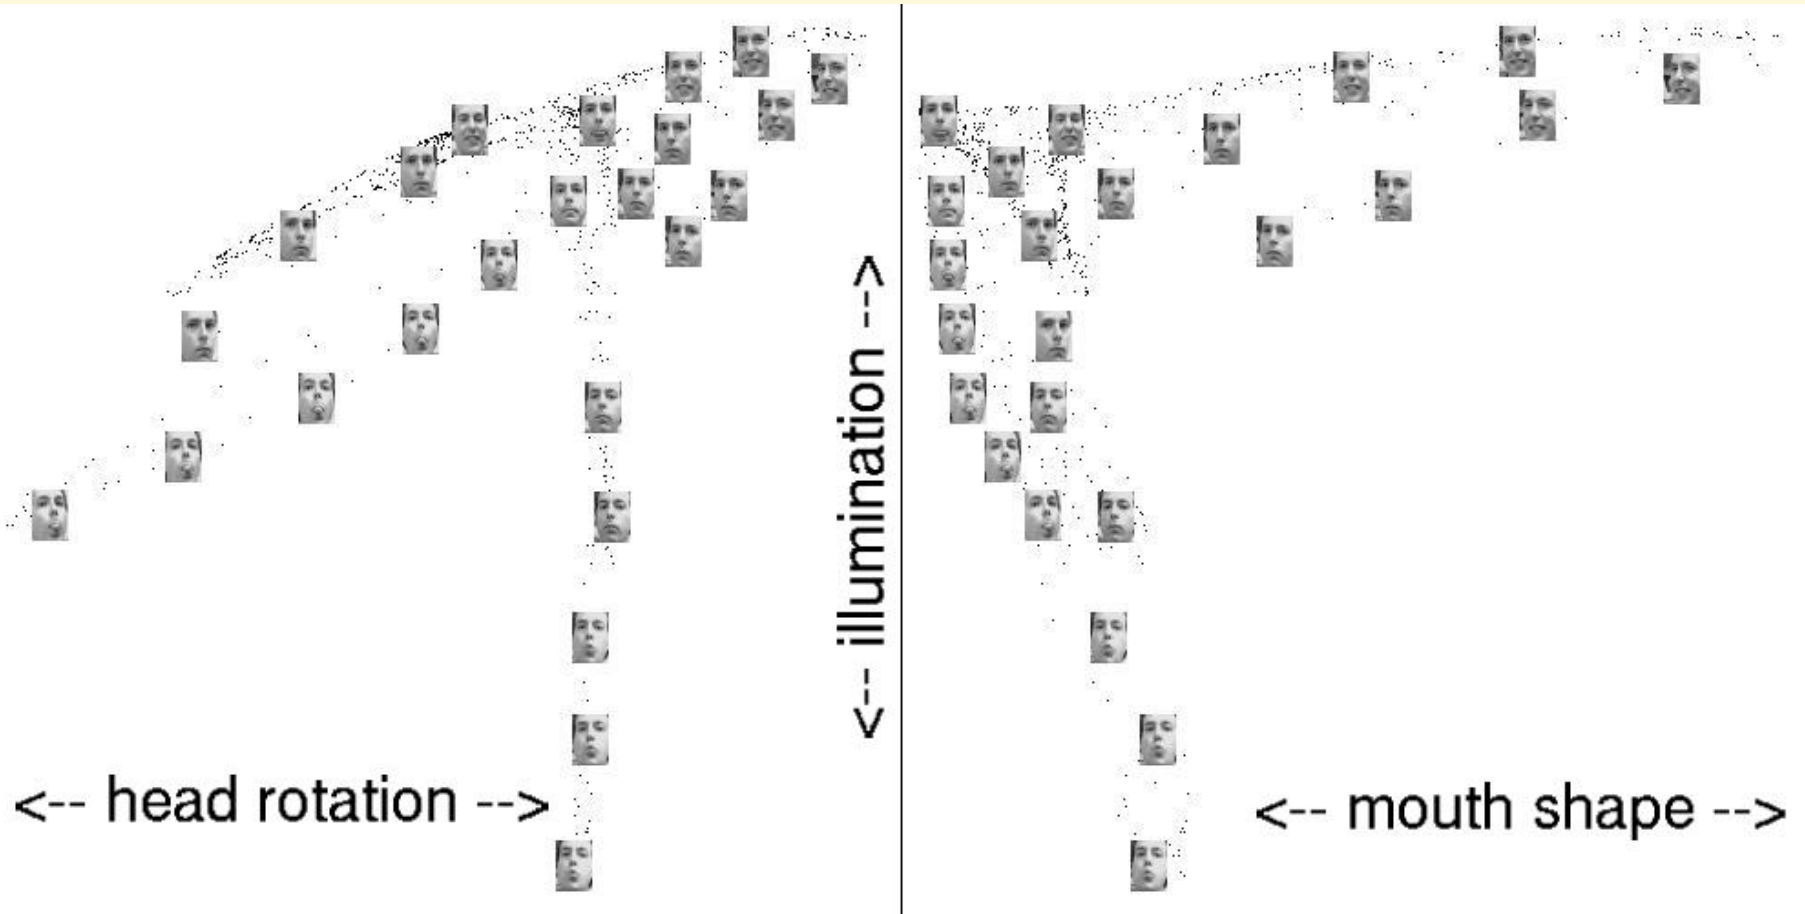 <-- head rotation -->
<-- illumination -->
<-- mouth shape -->